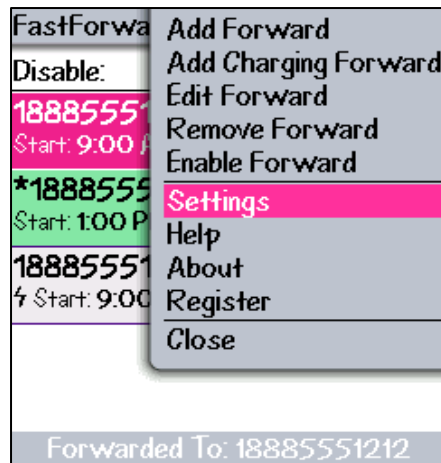 FastForwa
Disable:
18885551
Start: 9:00 A
*1888555
Start: 1:00 P
18885551
Start: 9:00
Add Forward
Add Charging Forward
Edit Forward
Remove Forward
Enable Forward
Settings
Help
About
Register
Close
Forwarded To: 18885551212